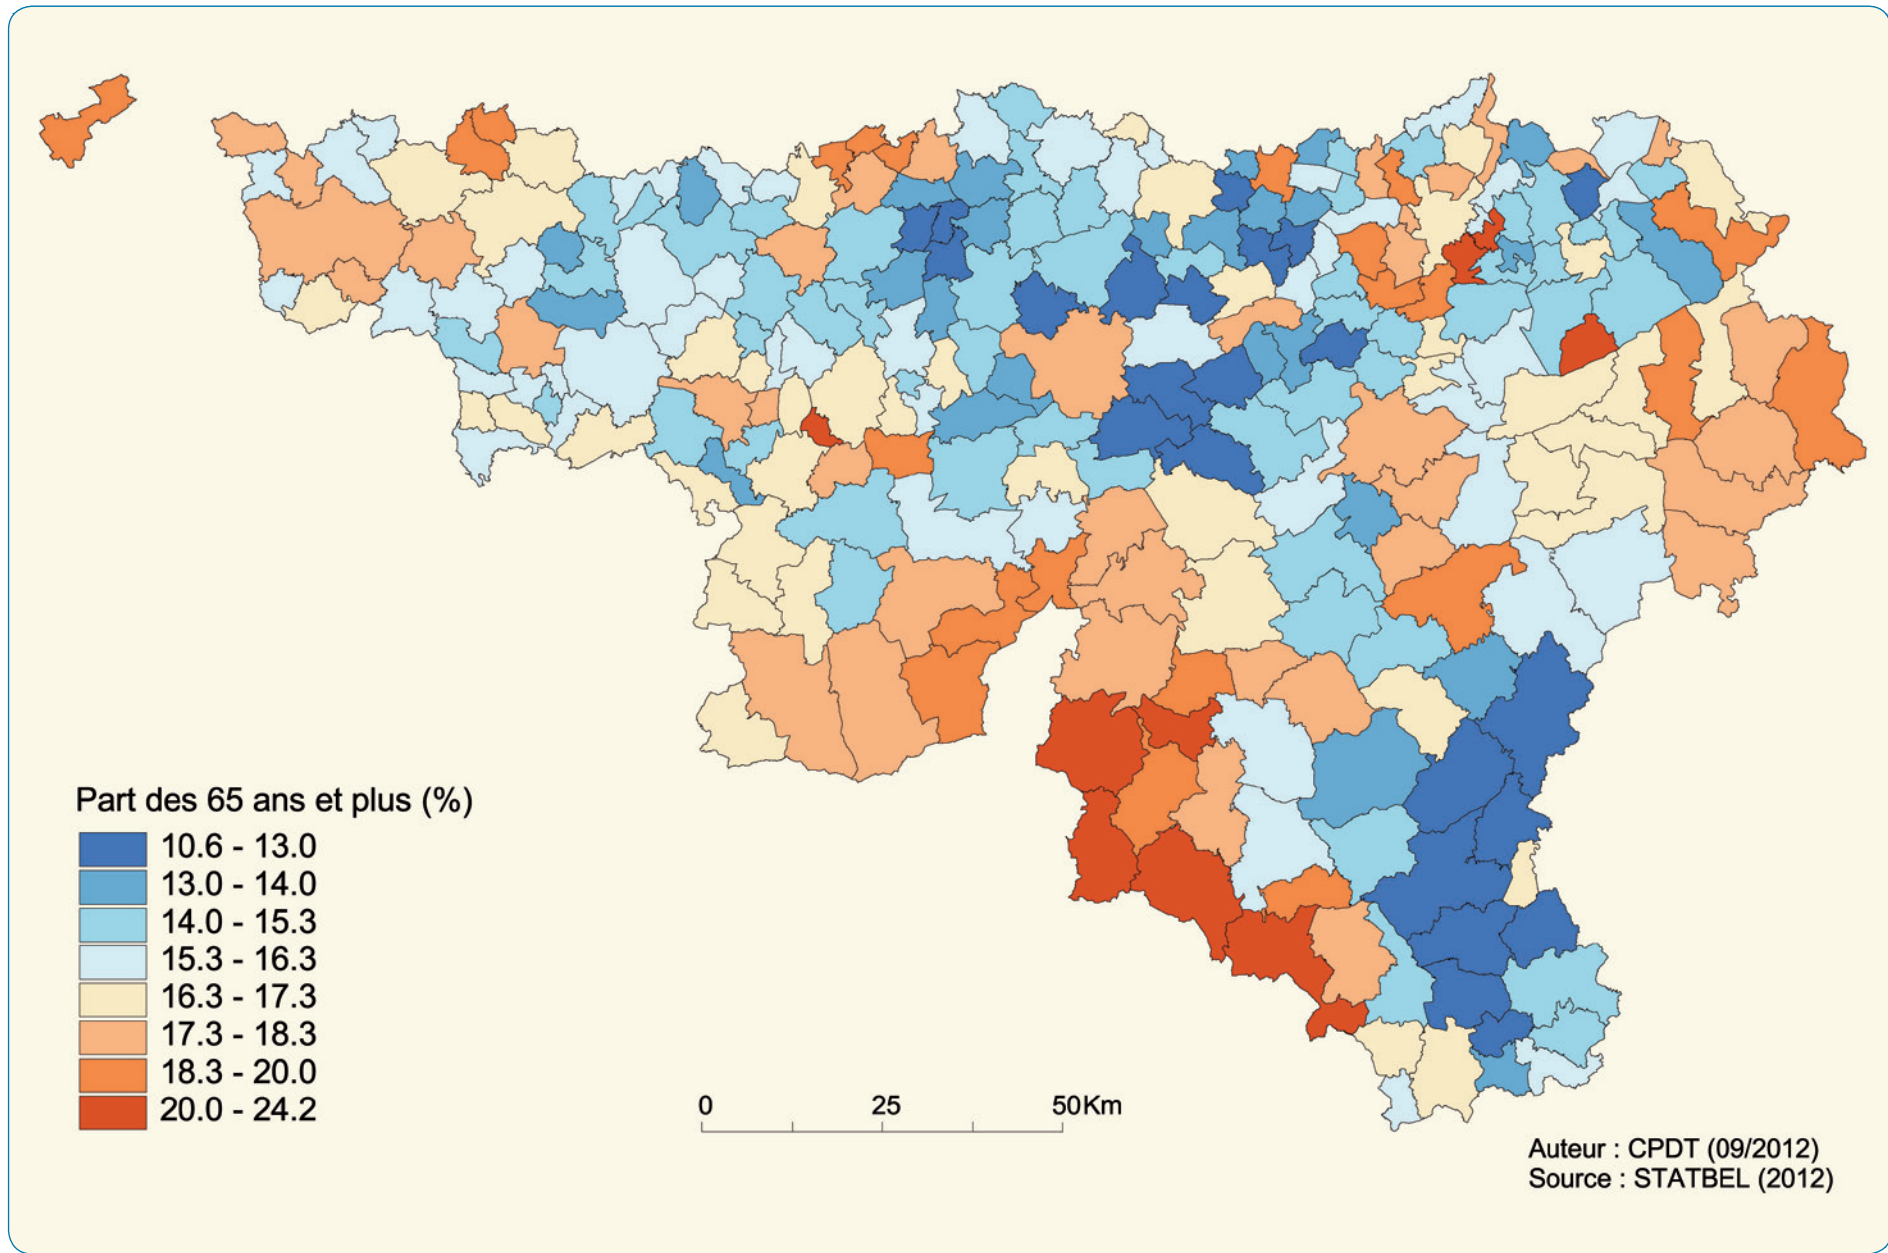 Part des 65 ans et plus (%)
10.6 - 13.0
13.0 - 14.0
14.0 - 15.3
15.3 - 16.3
16.3 - 17.3
17.3 - 18.3
18.3 - 20.0
20.0 - 24.2
0 25 50Km
Auteur : CPDT (09/2012)
Source : STATBEL (2012)